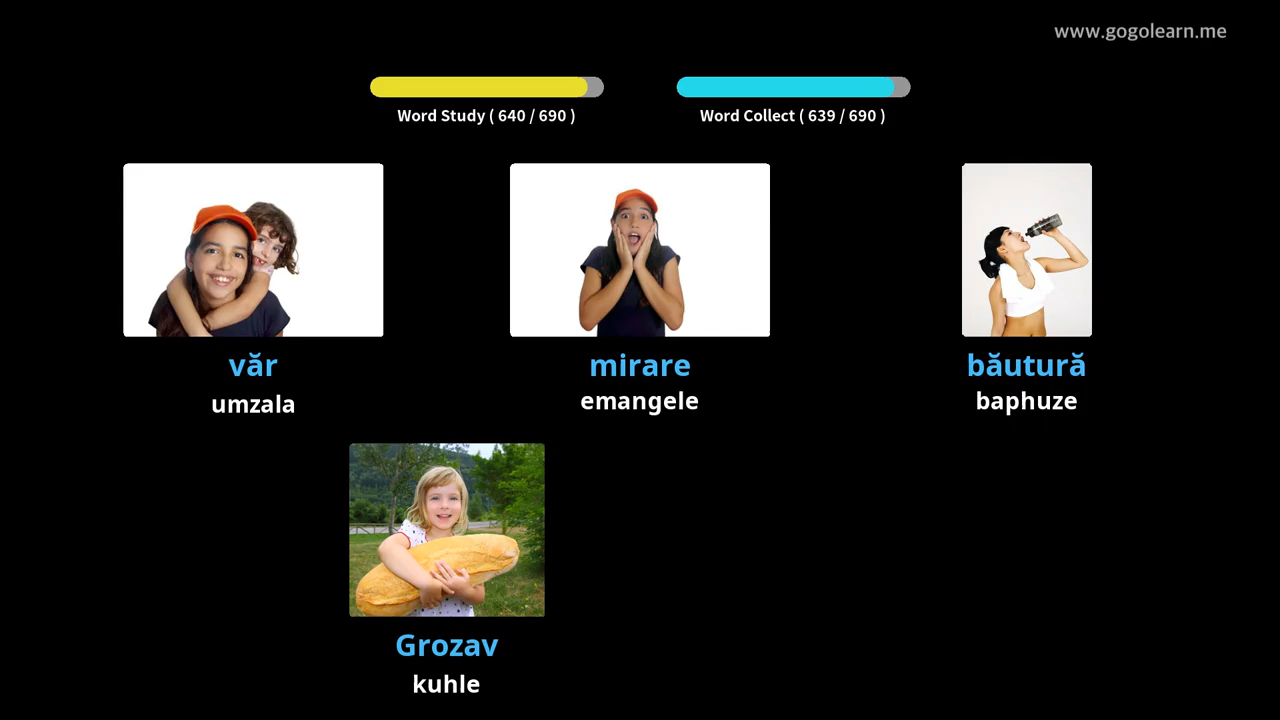 www.gogolearn.me
Word Study ( 640 / 690 )
Word Collect ( 639 / 690 )
văr
mirare
băutură
umzala
emangele
baphuze
Grozav
kuhle